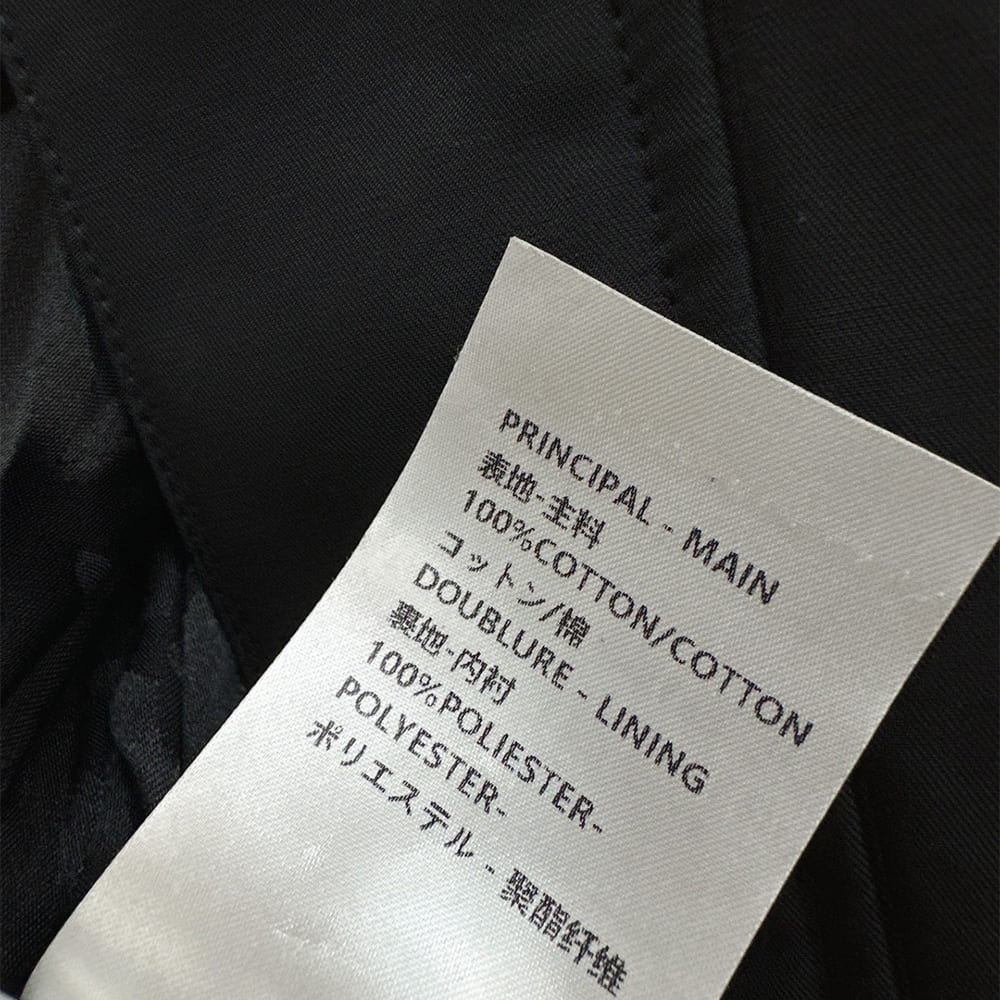 PRINCIPAL - MAIN
表地-主料
100%COTTON/COTTON
コットン/棉
DOUBLURE - LINING
裏地-内衬
100%POLIESTER-
POLYESTER-
ポリエステル - 聚酯纤维